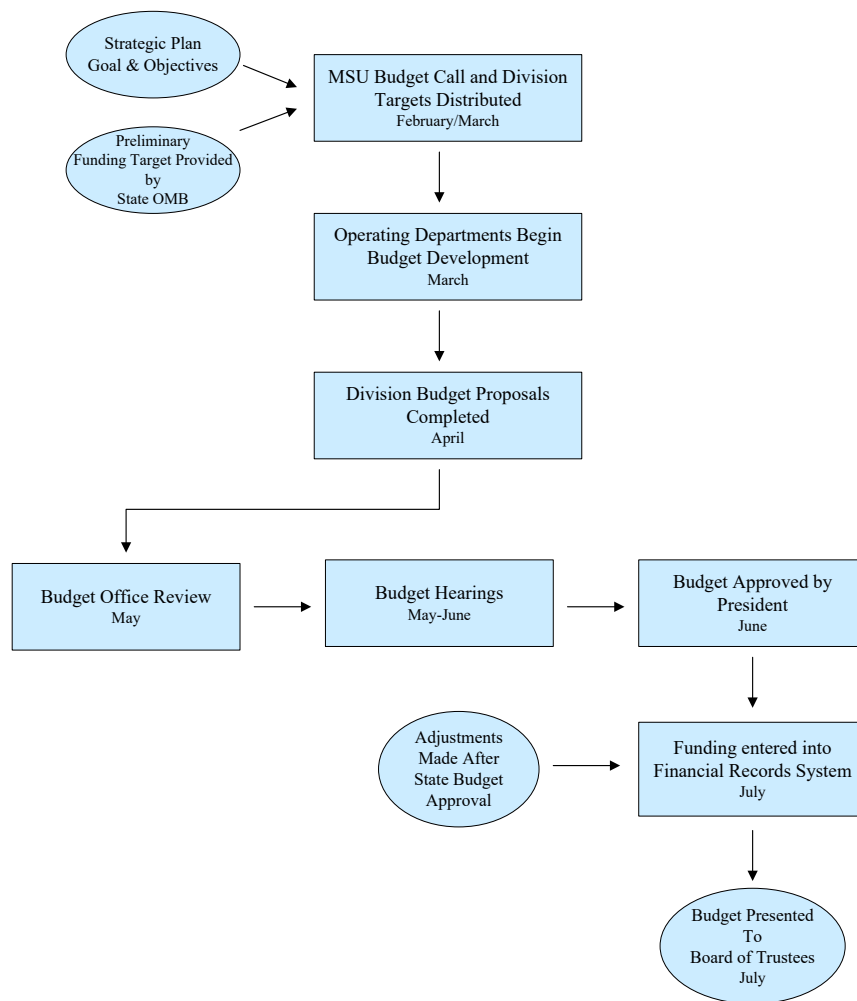 Strategic Plan
Goal & Objectives
MSU Budget Call and Division
Targets Distributed
February/March
Preliminary
Funding Target Provided
by
State OMB
Operating Departments Begin
Budget Development
March
Division Budget Proposals
Completed
April
Budget Office Review
May
Budget Hearings
May-June
Budget Approved by
President
June
Adjustments
Made After
State Budget
Approval
Funding entered into
Financial Records System
July
Budget Presented
To
Board of Trustees
July